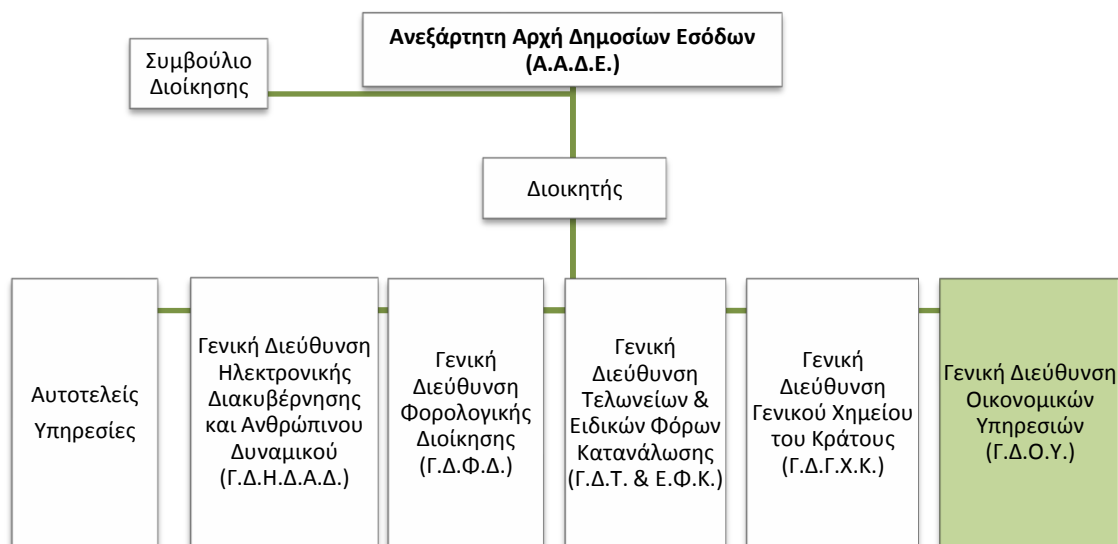 Ανεξάρτητη Αρχή Δημοσίων Εσόδων
(Α.Α.Δ.Ε.)
Συμβούλιο
Διοίκησης
Διοικητής
Αυτοτελείς
Υπηρεσίες
Γενική Διεύθυνση
Ηλεκτρονικής
Διακυβέρνησης
και Ανθρώπινου
Δυναμικού
(Γ.Δ.Η.Δ.Α.Δ.)
Γενική
Διεύθυνση
Φορολογικής
Διοίκησης
(Γ.Δ.Φ.Δ.)
Γενική
Διεύθυνση
Τελωνείων &
Ειδικών Φόρων
Κατανάλωσης
(Γ.Δ.Τ. & Ε.Φ.Κ.)
Γενική
Διεύθυνση
Γενικού Χημείου
του Κράτους
(Γ.Δ.Γ.Χ.Κ.)
Γενική Διεύθυνση
Οικονομικών
Υπηρεσιών
(Γ.Δ.Ο.Υ.)